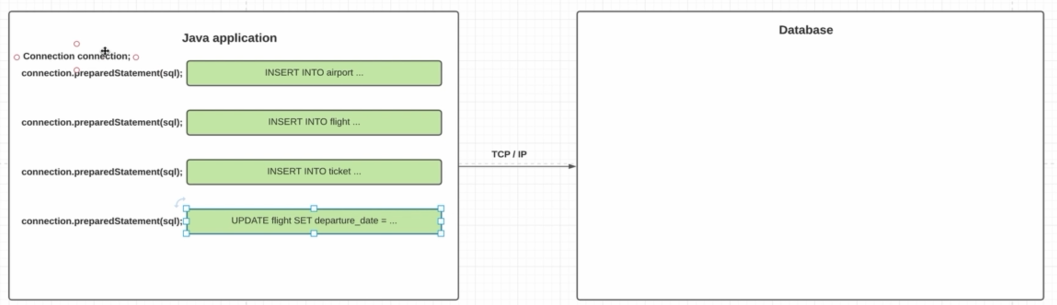 Java application
Connection connection;
connection.preparedStatement(sql); INSERT INTO airport ...
connection.preparedStatement(sql); INSERT INTO flight ...
connection.preparedStatement(sql); INSERT INTO ticket ...
connection.preparedStatement(sql); UPDATE flight SET departure_date = ...
TCP / IP
Database